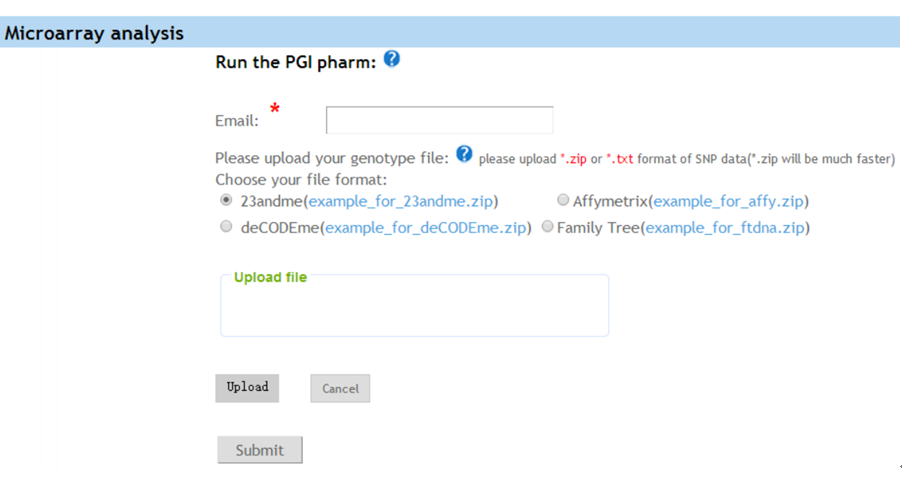 Microarray analysis
Run the PGI pharm: ?
Email: *
Please upload your genotype file: ? please upload *.zip or *.txt format of SNP data(*.zip will be much faster)
Choose your file format:
23andme(example_for_23andme.zip) Affymetrix(example_for_affy.zip)
deCODEme(example_for_deCODEme.zip) Family Tree(example_for_ftdna.zip)
Upload file
Upload Cancel
Submit